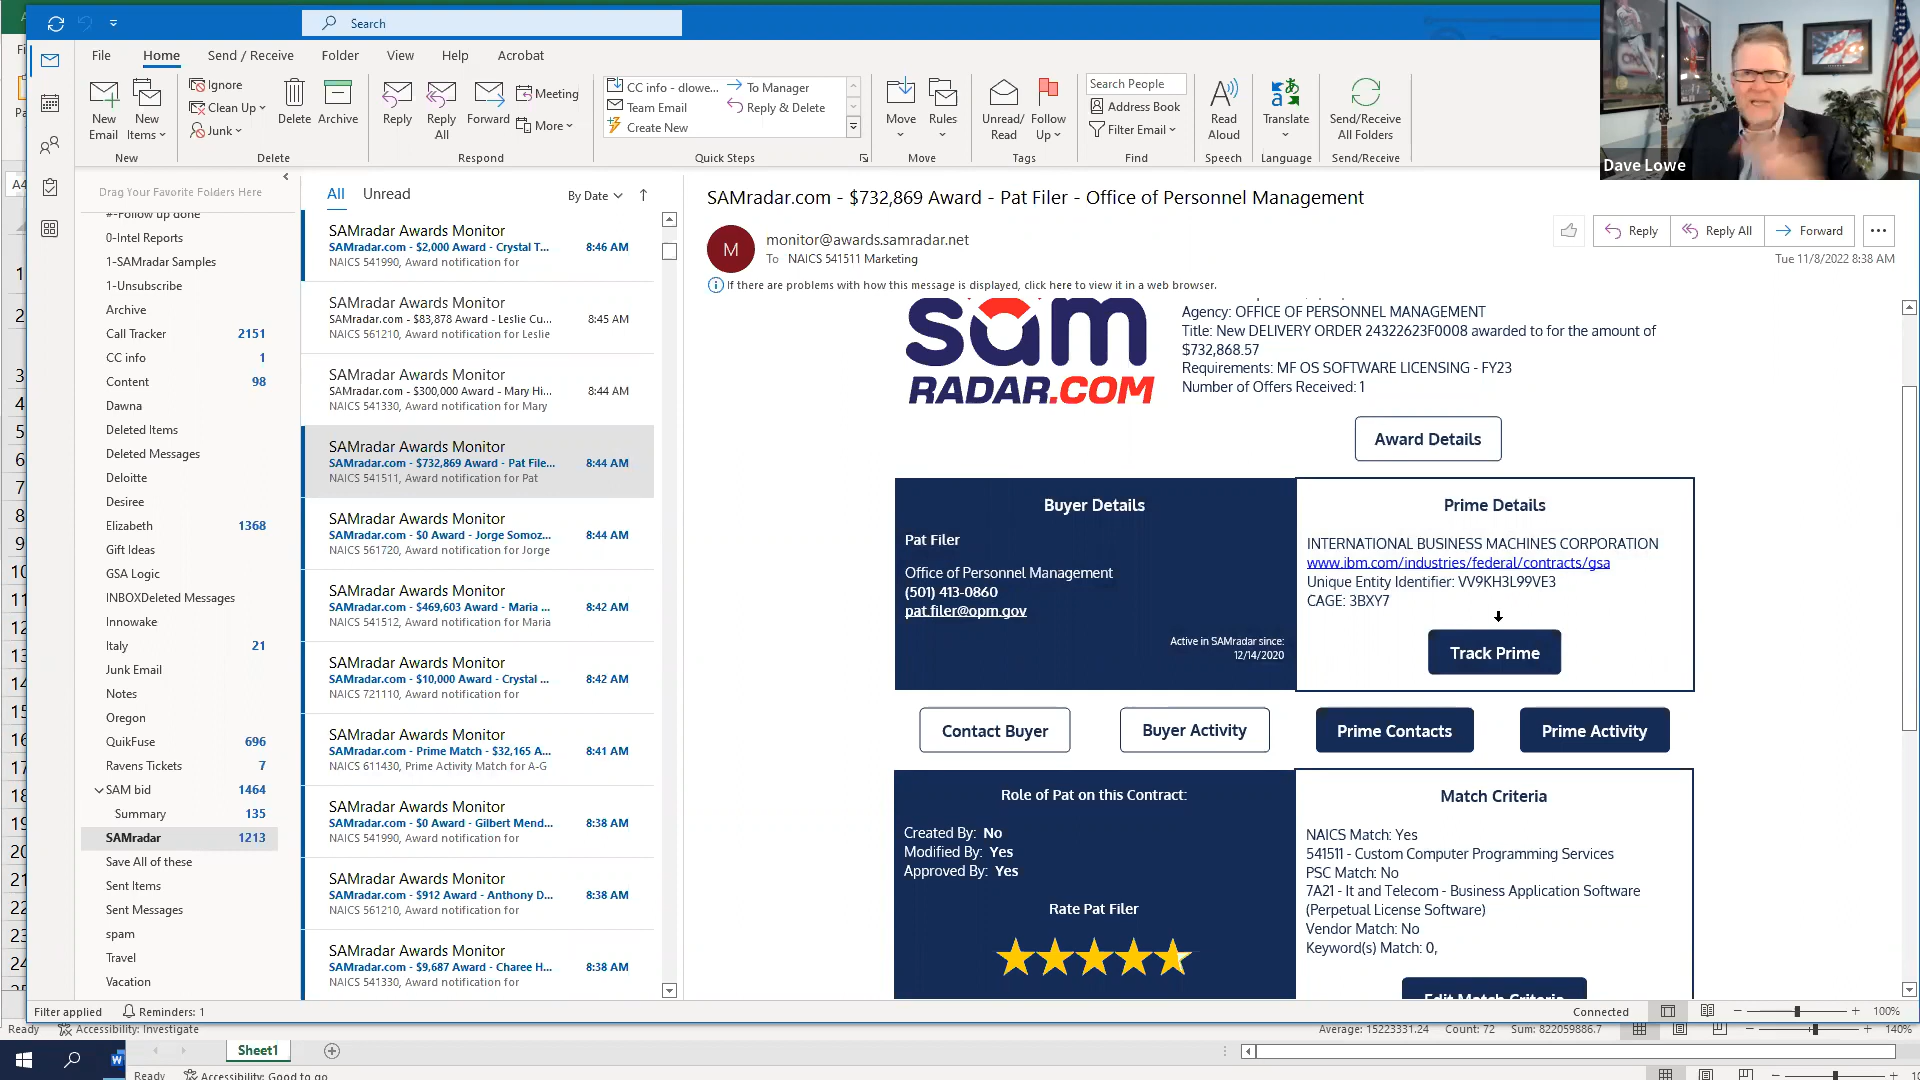 Search
File
Home
Send / Receive
Folder
View
Help
Acrobat
New Email
New Items
New
Ignore
Clean Up
Junk
Delete
Archive
Delete
Reply
Reply All
Forward
Meeting
More
Respond
CC info - dlowe...
To Manager
Team Email
Reply & Delete
Create New
Quick Steps
Move
Rules
Move
Unread/ Read
Follow Up
Tags
Search People
Address Book
Filter Email
Find
Read Aloud
Speech
Translate
Language
Send/Receive All Folders
Send/Receive
Dave Lowe
Drag Your Favorite Folders Here
#-Follow up done
0-Intel Reports
1-SAMradar Samples
1-Unsubscribe
Archive
Call Tracker 2151
CC info 1
Content 98
Dawna
Deleted Items
Deleted Messages
Deloitte
Desiree
Elizabeth 1368
Gift Ideas
GSA Logic
INBOXDeleted Messages
Innowake
Italy 21
Junk Email
Notes
Oregon
QuikFuse 696
Ravens Tickets 7
SAM bid 1464
Summary 135
SAMradar 1213
Save All of these
Sent Items
Sent Messages
spam
Travel
Vacation
All Unread By Date
SAMradar Awards Monitor
SAMradar.com - $2,000 Award - Crystal T... 8:46 AM
NAICS 541990, Award notification for
SAMradar Awards Monitor
SAMradar.com - $83,878 Award - Leslie Cu... 8:45 AM
NAICS 561210, Award notification for Leslie
SAMradar Awards Monitor
SAMradar.com - $300,000 Award - Mary Hi... 8:44 AM
NAICS 541330, Award notification for Mary
SAMradar Awards Monitor
SAMradar.com - $732,869 Award - Pat File... 8:44 AM
NAICS 541511, Award notification for Pat
SAMradar Awards Monitor
SAMradar.com - $0 Award - Jorge Somoz... 8:44 AM
NAICS 561720, Award notification for Jorge
SAMradar Awards Monitor
SAMradar.com - $469,603 Award - Maria ... 8:42 AM
NAICS 541512, Award notification for Maria
SAMradar Awards Monitor
SAMradar.com - $10,000 Award - Crystal ... 8:42 AM
NAICS 721110, Award notification for
SAMradar Awards Monitor
SAMradar.com - Prime Match - $32,165 A... 8:41 AM
NAICS 611430, Prime Activity Match for A-G
SAMradar Awards Monitor
SAMradar.com - $0 Award - Gilbert Mend... 8:38 AM
NAICS 541990, Award notification for
SAMradar Awards Monitor
SAMradar.com - $912 Award - Anthony D... 8:38 AM
NAICS 561210, Award notification for
SAMradar Awards Monitor
SAMradar.com - $9,687 Award - Charee H... 8:38 AM
NAICS 541330, Award notification for
SAMradar.com - $732,869 Award - Pat Filer - Office of Personnel Management
M
monitor@awards.samradar.net
To NAICS 541511 Marketing
Reply
Reply All
Forward
Tue 11/8/2022 8:38 AM
If there are problems with how this message is displayed, click here to view it in a web browser.
sam
RADAR.COM
Agency: OFFICE OF PERSONNEL MANAGEMENT
Title: New DELIVERY ORDER 24322623F0008 awarded to for the amount of
$732,868.57
Requirements: MF OS SOFTWARE LICENSING - FY23
Number of Offers Received: 1
Award Details
Buyer Details
Pat Filer
Office of Personnel Management
(501) 413-0860
pat.filer@opm.gov
Active in SAMradar since:
12/14/2020
Prime Details
INTERNATIONAL BUSINESS MACHINES CORPORATION
www.ibm.com/industries/federal/contracts/gsa
Unique Entity Identifier: VV9KH3L99VE3
CAGE: 3BXY7
Track Prime
Contact Buyer
Buyer Activity
Prime Contacts
Prime Activity
Role of Pat on this Contract:
Created By: No
Modified By: Yes
Approved By: Yes
Rate Pat Filer
Match Criteria
NAICS Match: Yes
541511 - Custom Computer Programming Services
PSC Match: No
7A21 - It and Telecom - Business Application Software
(Perpetual License Software)
Vendor Match: No
Keyword(s) Match: 0,
Edit Match Criteria
Filter applied
Reminders: 1
Connected
100%
Ready
Accessibility: Investigate
Average: 15223331.24 Count: 72 Sum: 822059886.7
140%
Sheet1
Ready
Accessibility: Good to go